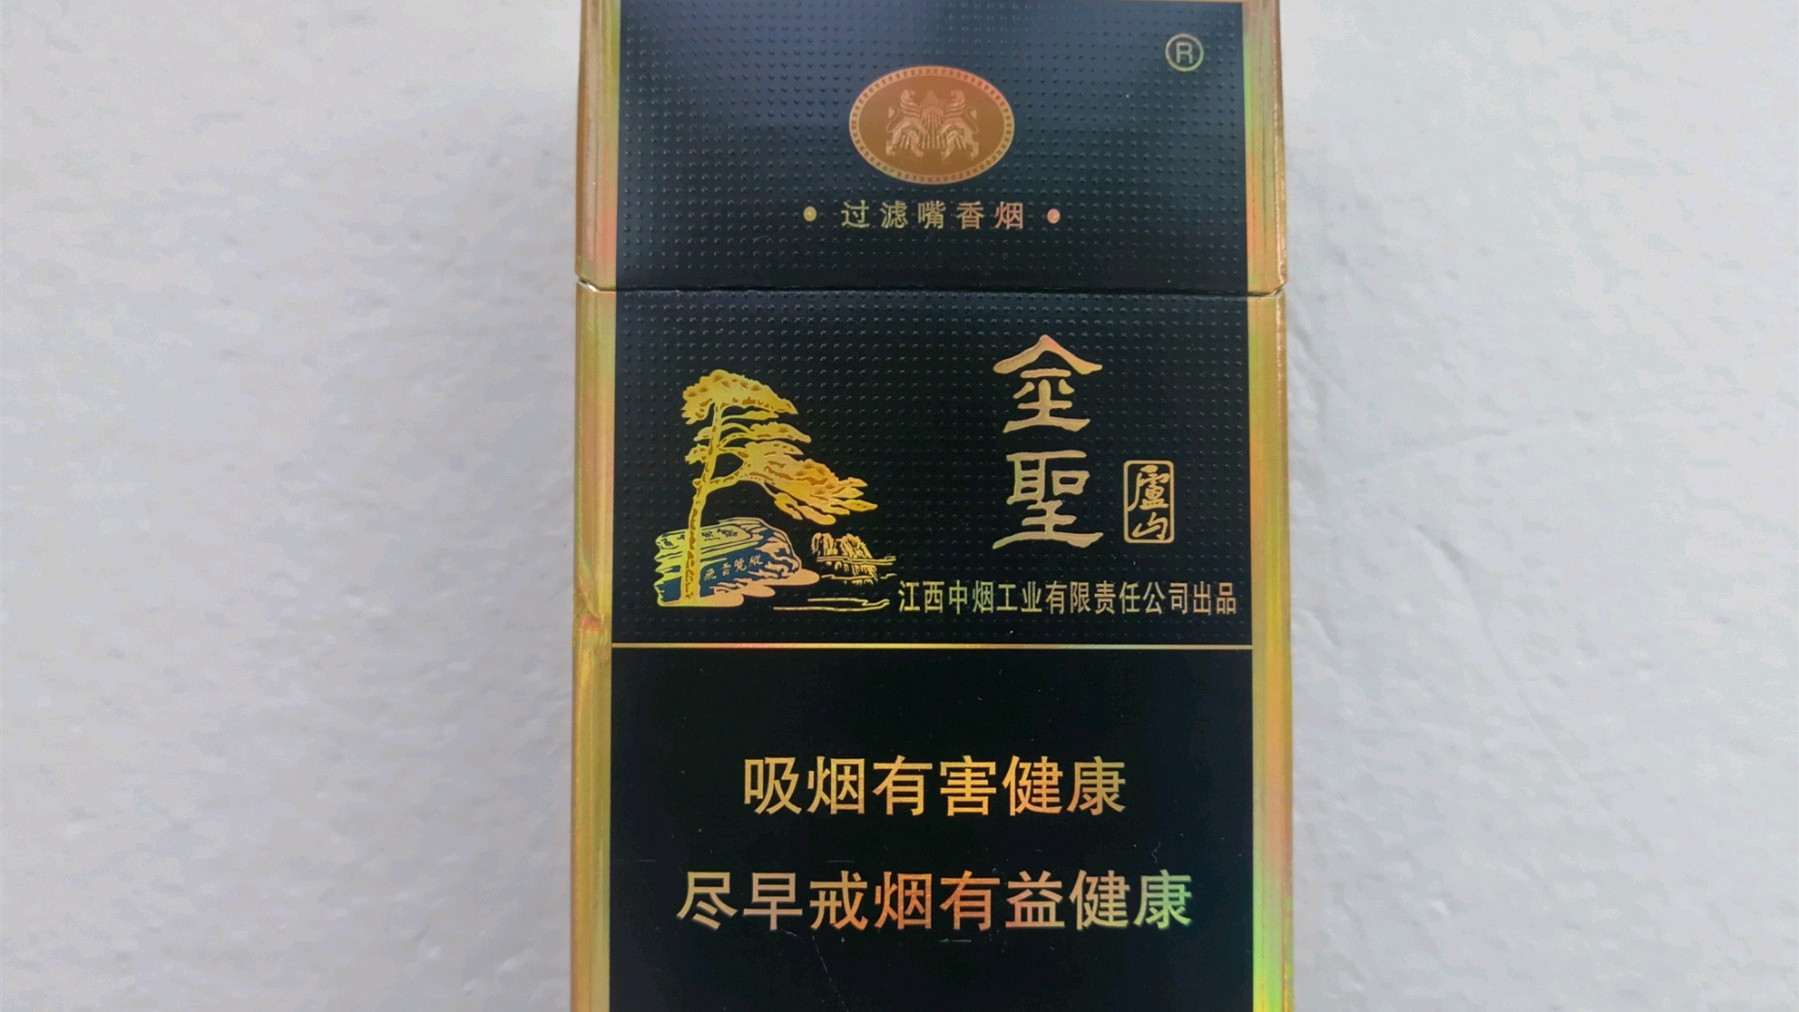 ®
过滤嘴香烟
金聖
廬山
江西中烟工业有限责任公司出品
吸烟有害健康
尽早戒烟有益健康